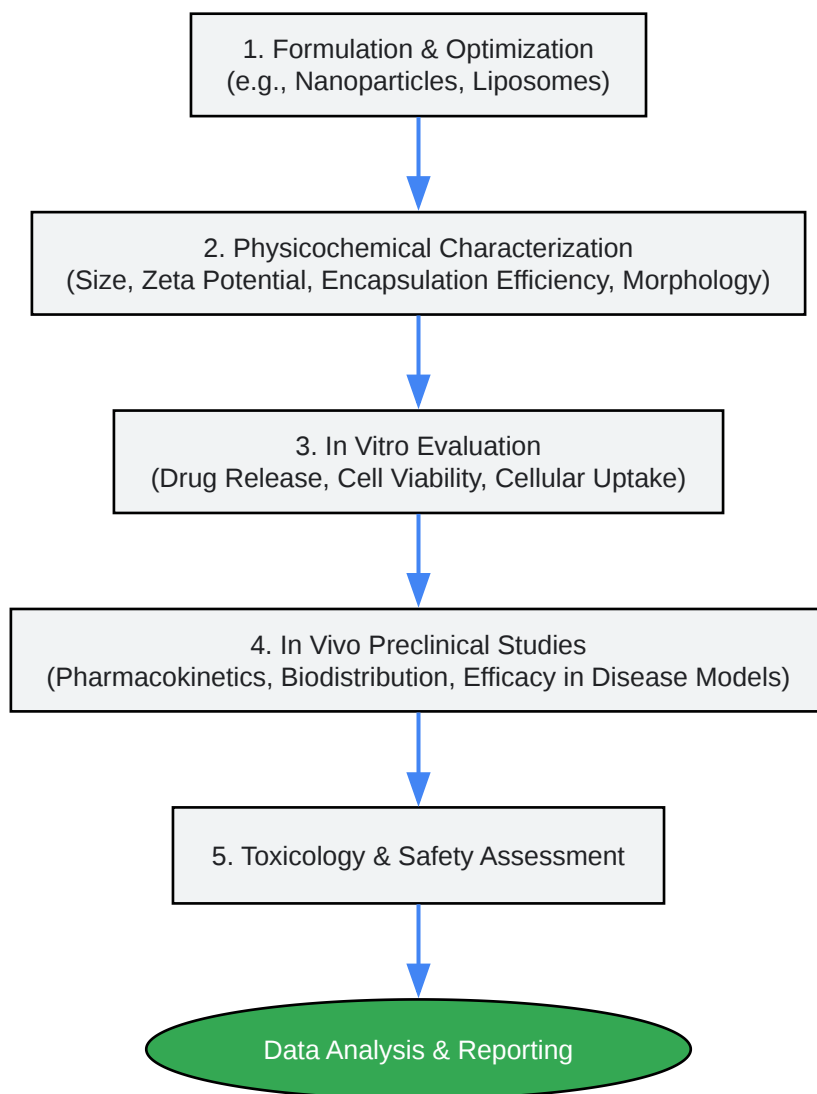 1. Formulation & Optimization
(e.g., Nanoparticles, Liposomes)
2. Physicochemical Characterization
(Size, Zeta Potential, Encapsulation Efficiency, Morphology)
3. In Vitro Evaluation
(Drug Release, Cell Viability, Cellular Uptake)
4. In Vivo Preclinical Studies
(Pharmacokinetics, Biodistribution, Efficacy in Disease Models)
5. Toxicology & Safety Assessment
Data Analysis & Reporting